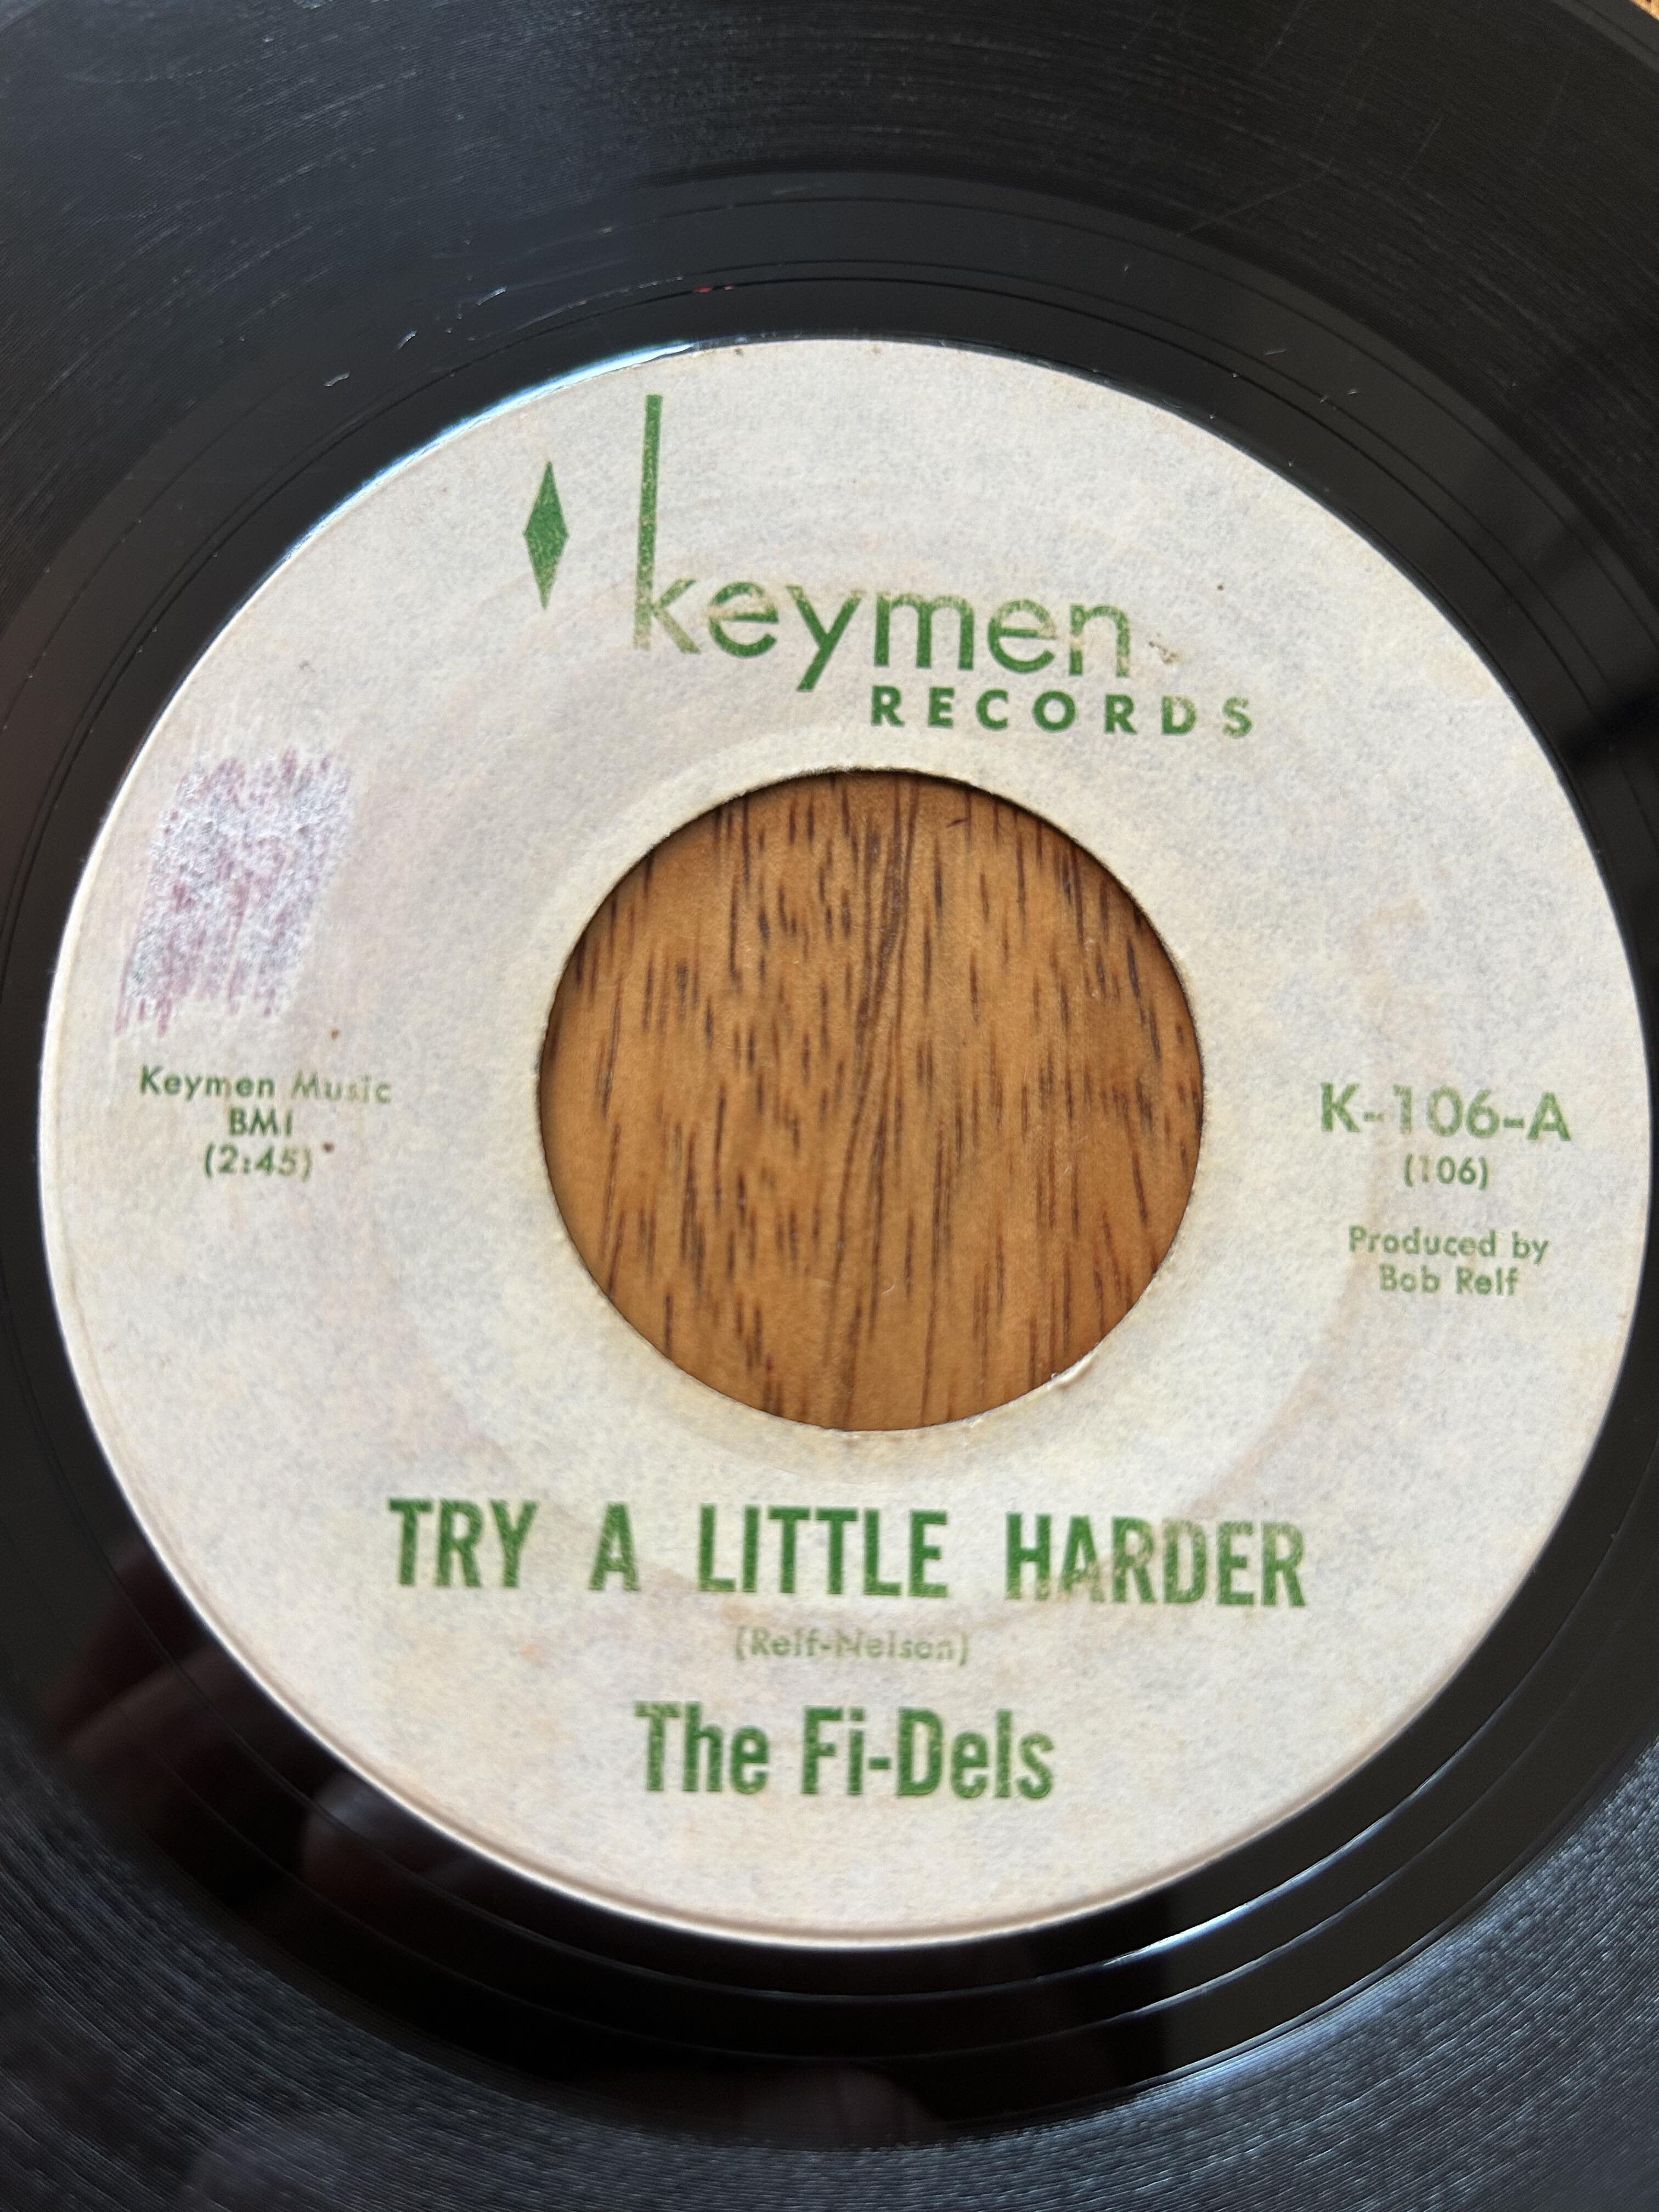 keymen
RECORDS
Keymen Music
BMI
(2:45)
K-106-A
(106)
Produced by
Bob Relf
TRY A LITTLE HARDER
(Relf-Nelson)
The Fi-Dels